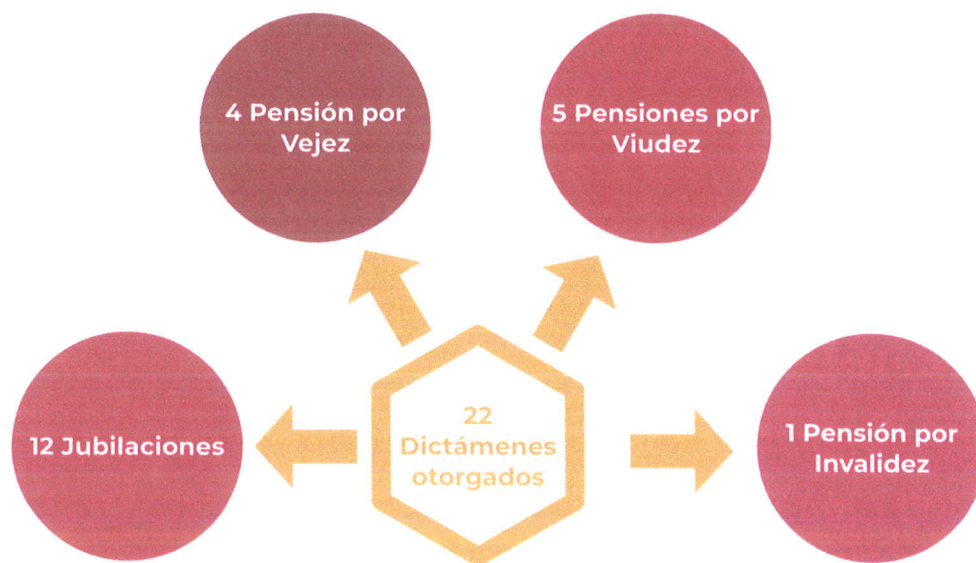 4 Pensión por
Vejez
5 Pensiones por
Viudez
12 Jubilaciones
22
Dictámenes
otorgados
1 Pensión por
Invalidez